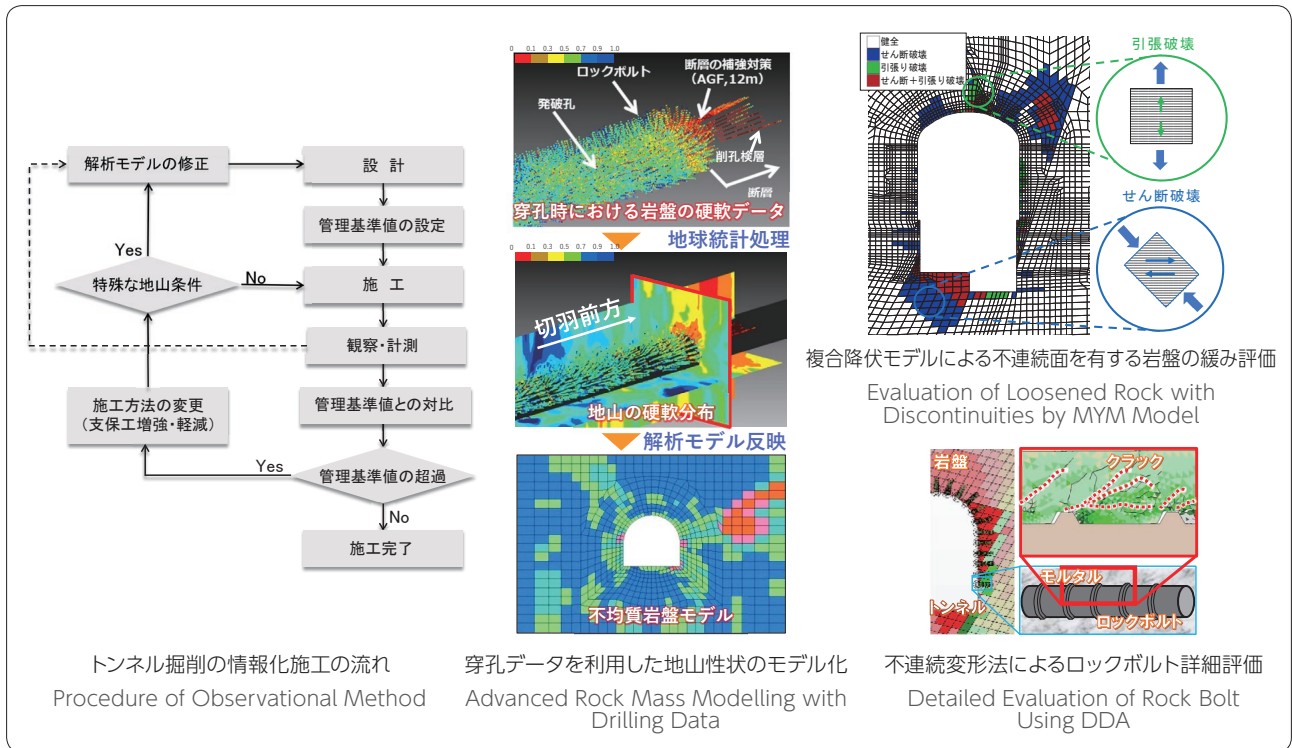 解析モデルの修正
設 計
管理基準値の設定
Yes
特殊な地山条件
No
施 工
観察・計測
施工方法の変更
(支保工増強・軽減)
管理基準値との対比
Yes
管理基準値の超過
No
施工完了
トンネル掘削の情報化施工の流れ
Procedure of Observational Method
0 0.1 0.3 0.5 0.7 0.9 1.0
ロックボルト
断層の補強対策
(AGF,12m)
発破孔
削孔検層
断層
穿孔時における岩盤の硬軟データ
地球統計処理
0 0.1 0.3 0.5 0.7 0.9 1.0
切羽前方
地山の硬軟分布
解析モデル反映
不均質岩盤モデル
穿孔データを利用した地山性状のモデル化
Advanced Rock Mass Modelling with
Drilling Data
健全
せん断破壊
引張り破壊
せん断+引張り破壊
引張破壊
せん断破壊
複合降伏モデルによる不連続面を有する岩盤の緩み評価
Evaluation of Loosened Rock with
Discontinuities by MYM Model
岩盤
クラック
モルタル
トンネル
ロックボルト
不連続変形法によるロックボルト詳細評価
Detailed Evaluation of Rock Bolt
Using DDA